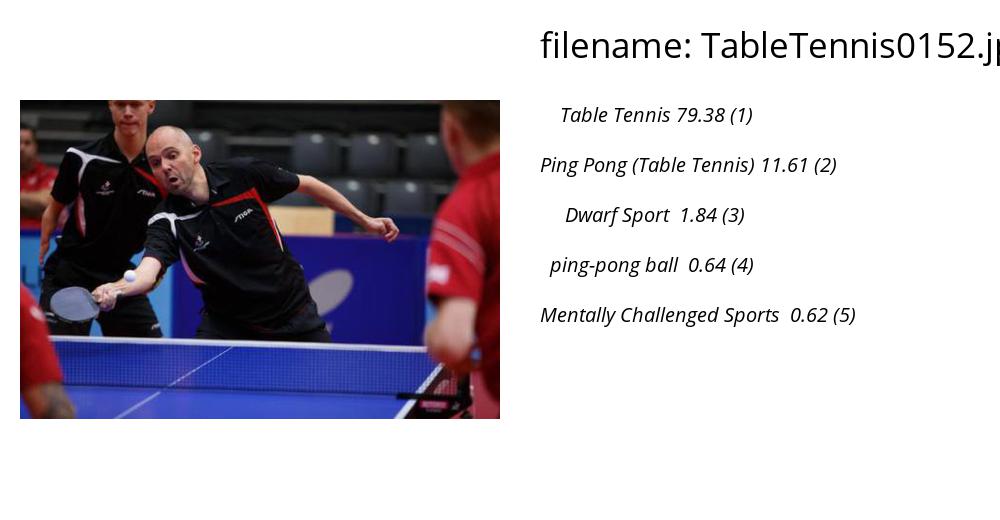 filename: TableTennis0152.jp
Table Tennis 79.38 (1)
Ping Pong (Table Tennis) 11.61 (2)
Dwarf Sport 1.84 (3)
ping-pong ball 0.64 (4)
Mentally Challenged Sports 0.62 (5)
STIGA
STIGA